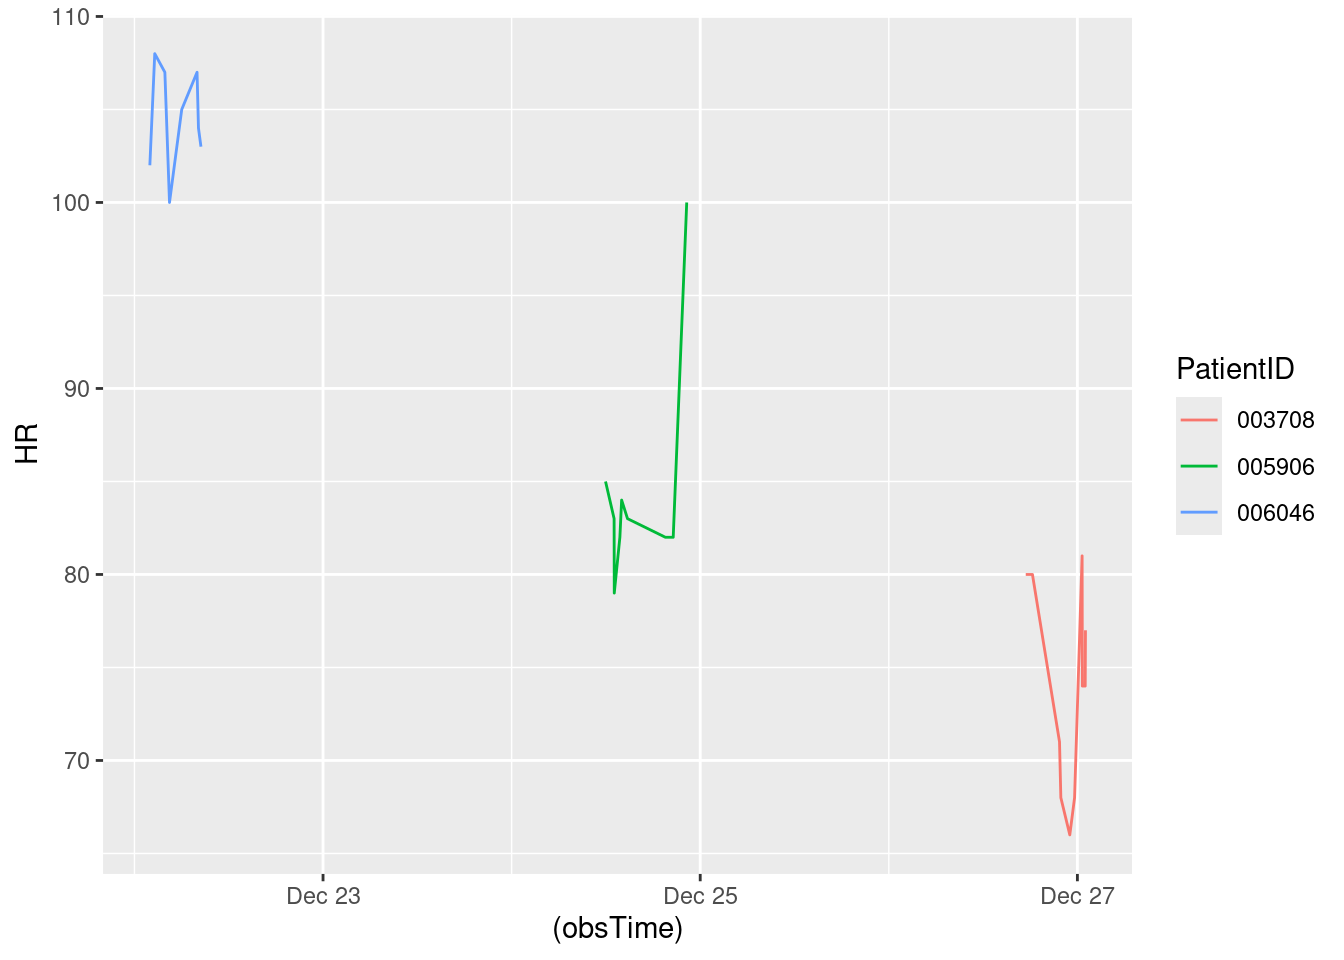 110
100
90
80
70
HR
Dec 23
Dec 25
Dec 27
(obsTime)
PatientID
003708
005906
006046